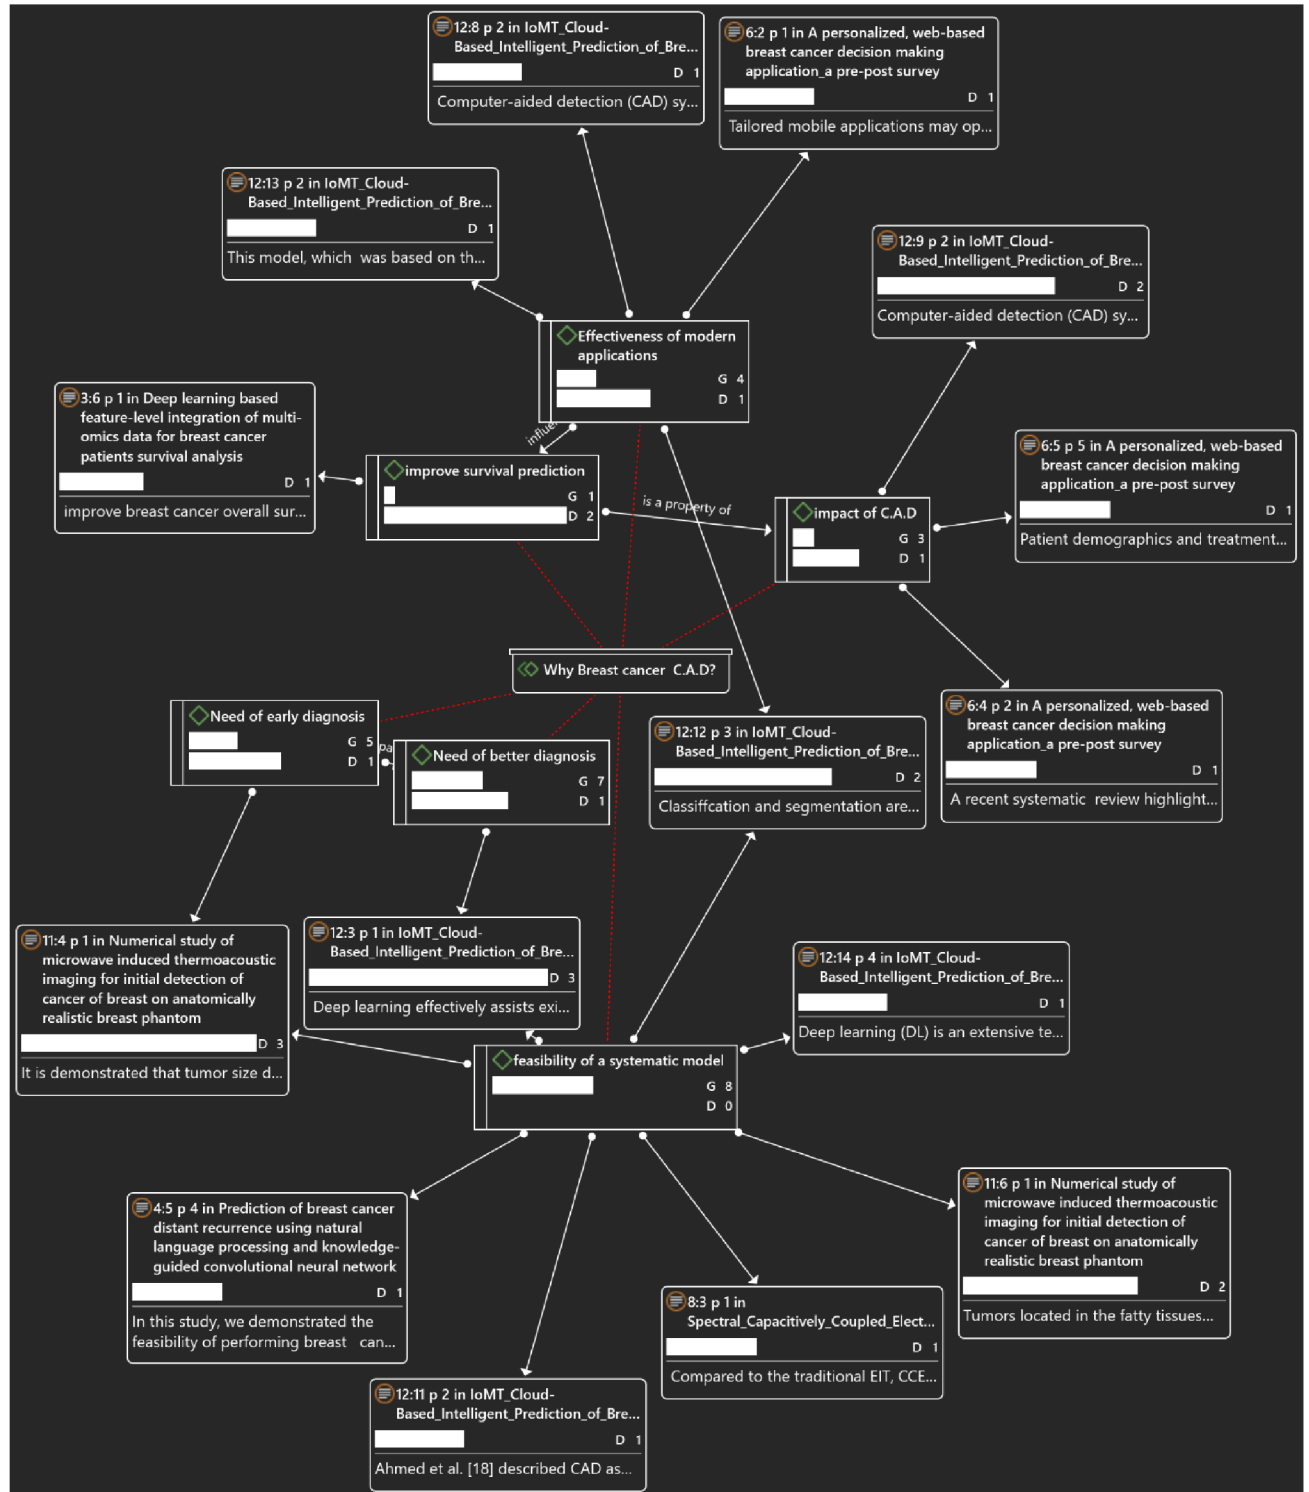 12:8 p 2 in IoMT_Cloud-
Based_Intelligent_Prediction_of_Bre...
D 1
Computer-aided detection (CAD) sy...
6:2 p 1 in A personalized, web-based
breast cancer decision making
application_a pre-post survey
D 1
Tailored mobile applications may op...
12:13 p 2 in IoMT_Cloud-
Based_Intelligent_Prediction_of_Bre...
D 1
This model, which was based on th...
12:9 p 2 in IoMT_Cloud-
Based_Intelligent_Prediction_of_Bre...
D 2
Computer-aided detection (CAD) sy...
Effectiveness of modern
applications
G 4
D 1
3:6 p 1 in Deep learning based
feature-level integration of multi-
omics data for breast cancer
patients survival analysis
D 1
improve breast cancer overall sur...
improve survival prediction
G 1
D 2
is a property of
6:5 p 5 in A personalized, web-based
breast cancer decision making
application_a pre-post survey
D 1
Patient demographics and treatment...
impact of C.A.D
G 3
D 1
Why Breast cancer C.A.D?
Need of early diagnosis
G 5
D 1
Need of better diagnosis
G 7
D 1
12:12 p 3 in IoMT_Cloud-
Based_Intelligent_Prediction_of_Bre...
D 2
Classiffcation and segmentation are...
6:4 p 2 in A personalized, web-based
breast cancer decision making
application_a pre-post survey
D 1
A recent systematic review highlight...
11:4 p 1 in Numerical study of
microwave induced thermoacoustic
imaging for initial detection of
cancer of breast on anatomically
realistic breast phantom
D 3
It is demonstrated that tumor size d...
12:3 p 1 in IoMT_Cloud-
Based_Intelligent_Prediction_of_Bre...
D 3
Deep learning effectively assists exi...
12:14 p 4 in IoMT_Cloud-
Based_Intelligent_Prediction_of_Bre...
D 1
Deep learning (DL) is an extensive te...
feasibility of a systematic model
G 8
D 0
4:5 p 4 in Prediction of breast cancer
distant recurrence using natural
language processing and knowledge-
guided convolutional neural network
D 1
In this study, we demonstrated the
feasibility of performing breast can...
11:6 p 1 in Numerical study of
microwave induced thermoacoustic
imaging for initial detection of
cancer of breast on anatomically
realistic breast phantom
D 2
Tumors located in the fatty tissues...
8:3 p 1 in
Spectral_Capacitively_Coupled_Elect...
D 1
Compared to the traditional EIT, CCE...
12:11 p 2 in IoMT_Cloud-
Based_Intelligent_Prediction_of_Bre...
D 1
Ahmed et al. [18] described CAD as...